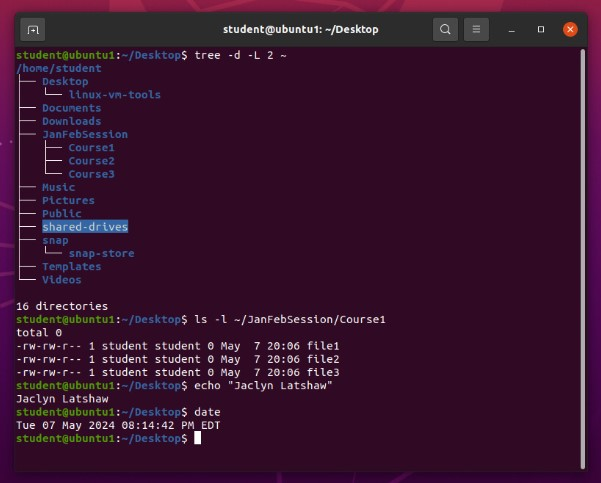 student@ubuntu1: ~/Desktop
student@ubuntu1:~/Desktop$ tree -d -L 2 ~
/home/student
├── Desktop
│   └── linux-vm-tools
├── Documents
├── Downloads
├── JanFebSession
│   ├── Course1
│   ├── Course2
│   └── Course3
├── Music
├── Pictures
├── Public
├── shared-drives
├── snap
│   └── snap-store
├── Templates
└── Videos
16 directories
student@ubuntu1:~/Desktop$ ls -l ~/JanFebSession/Course1
total 0
-rw-rw-r-- 1 student student 0 May  7 20:06 file1
-rw-rw-r-- 1 student student 0 May  7 20:06 file2
-rw-rw-r-- 1 student student 0 May  7 20:06 file3
student@ubuntu1:~/Desktop$ echo "Jaclyn Latshaw"
Jaclyn Latshaw
student@ubuntu1:~/Desktop$ date
Tue 07 May 2024 08:14:42 PM EDT
student@ubuntu1:~/Desktop$